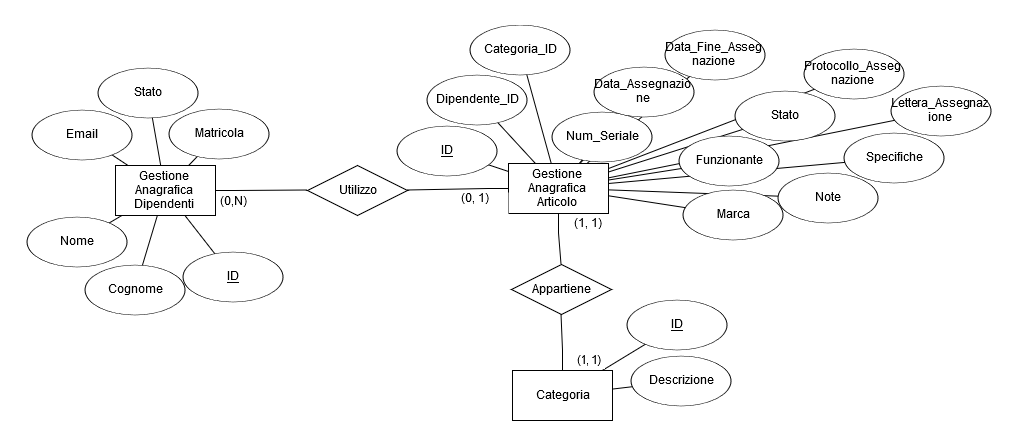 Categoria_ID
Data_Fine_Asseg
nazione
Protocollo_Asseg
nazione
Stato
Data_Assegnazio
ne
Dipendente_ID
Lettera_Assegnaz
ione
Stato
Email
Matricola
Num_Seriale
ID
Funzionante
Specifiche
Gestione
Anagrafica
Dipendenti
Utilizzo
Gestione
Anagrafica
Articolo
(0,N)
(0, 1)
Note
Marca
(1, 1)
Nome
ID
Cognome
Appartiene
ID
(1, 1)
Descrizione
Categoria